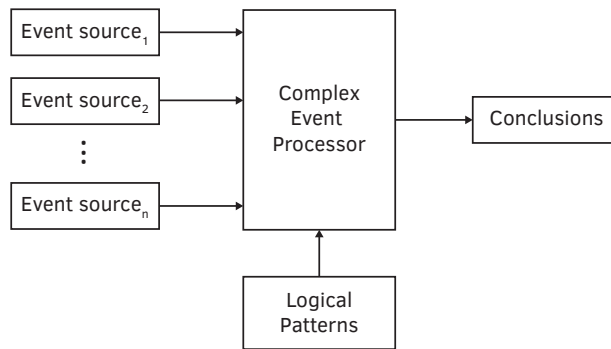 Event source1
Event source2
⋮
Event sourcen
Complex
Event
Processor
Conclusions
Logical
Patterns